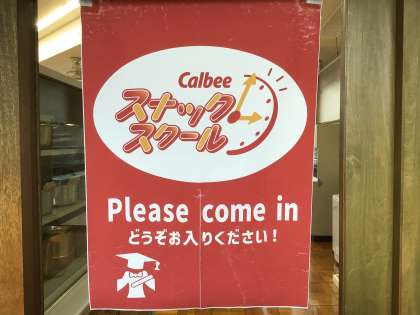 Calbee
スナック
スクール
Please come in
どうぞお入りください!